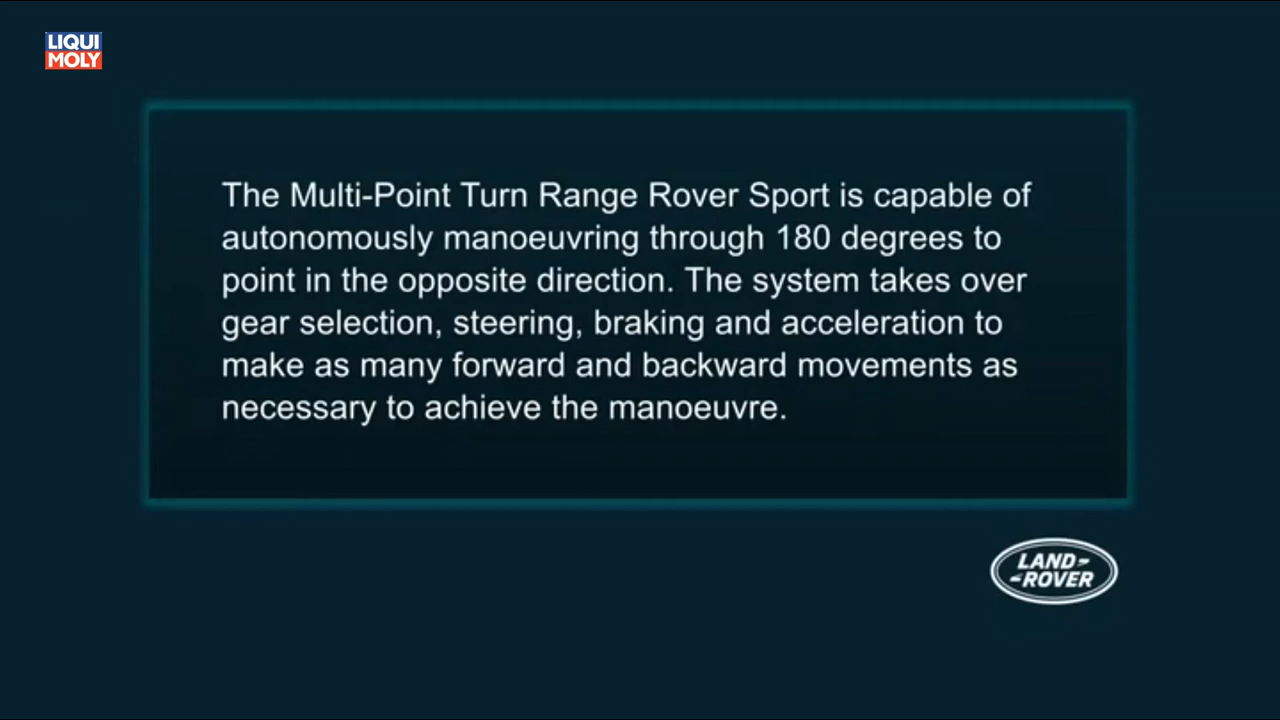 LIQUI
MOLY
The Multi-Point Turn Range Rover Sport is capable of
autonomously manoeuvring through 180 degrees to
point in the opposite direction. The system takes over
gear selection, steering, braking and acceleration to
make as many forward and backward movements as
necessary to achieve the manoeuvre.
LAND
ROVER